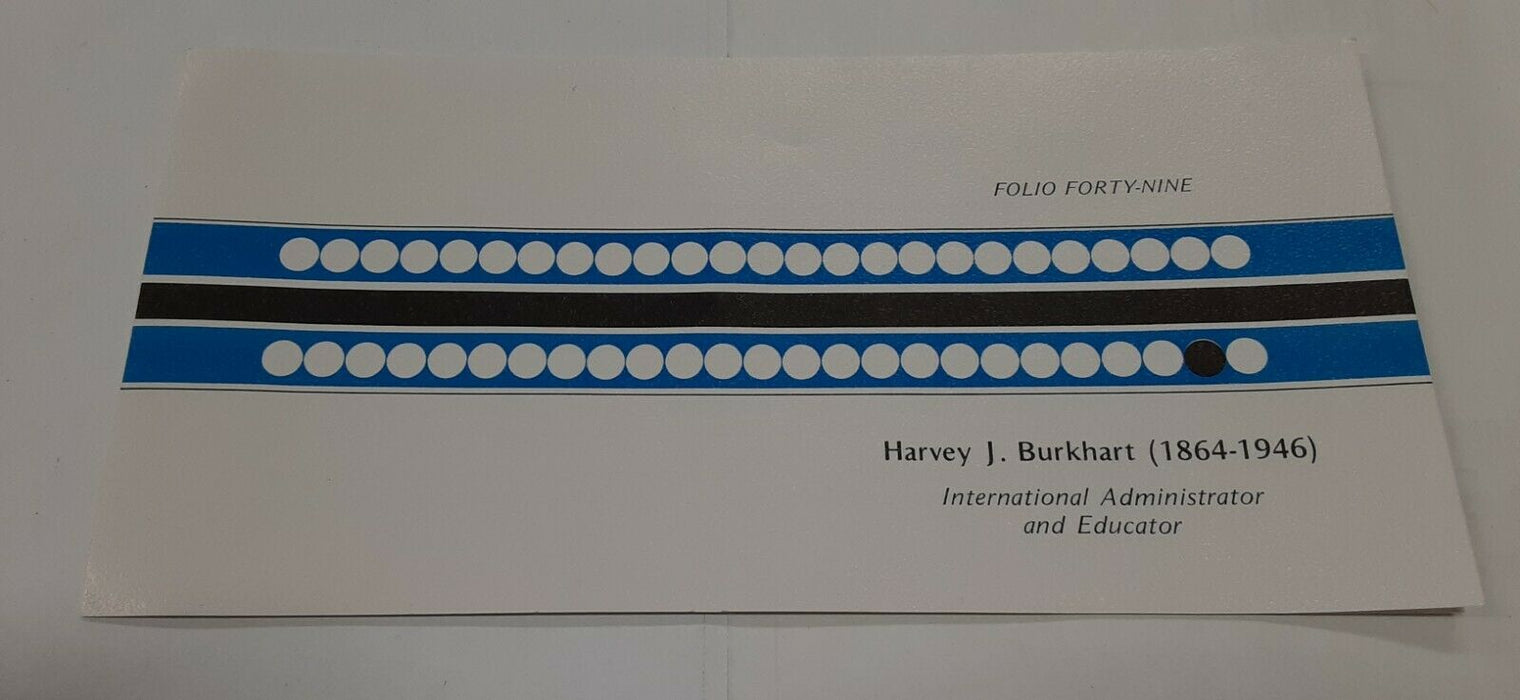 FOLIO FORTY-NINE
Harvey J. Burkhart (1864-1946)
International Administrator
and Educator